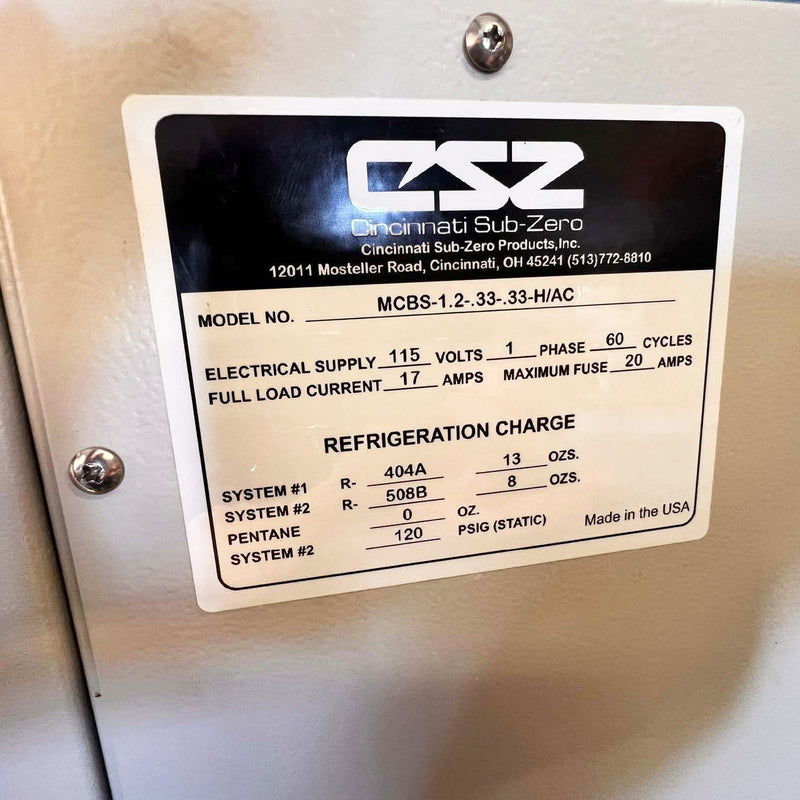 CSZ
Cincinnati Sub-Zero
Cincinnati Sub-Zero Products,Inc.
12011 Mosteller Road, Cincinnati, OH 45241 (513)772-8810
MODEL NO. MCBS-1.2-.33-.33-H/AC
ELECTRICAL SUPPLY 115 VOLTS 1 PHASE 60 CYCLES
FULL LOAD CURRENT 17 AMPS MAXIMUM FUSE 20 AMPS
REFRIGERATION CHARGE
SYSTEM #1 R- 404A 13 OZS.
SYSTEM #2 R- 508B 8 OZS.
PENTANE 0 OZ.
SYSTEM #2 120 PSIG (STATIC)
Made in the USA